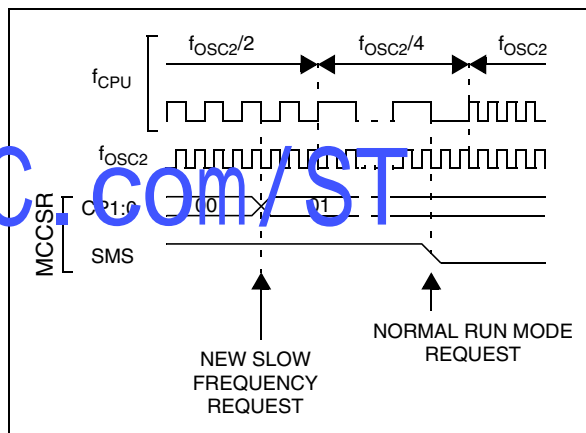 fOSC2/2 fOSC2/4 fOSC2
fCPU
fOSC2
C.com/ST
MCCSR
CP1:0 00 01
SMS
NEW SLOW
FREQUENCY
REQUEST
NORMAL RUN MODE
REQUEST